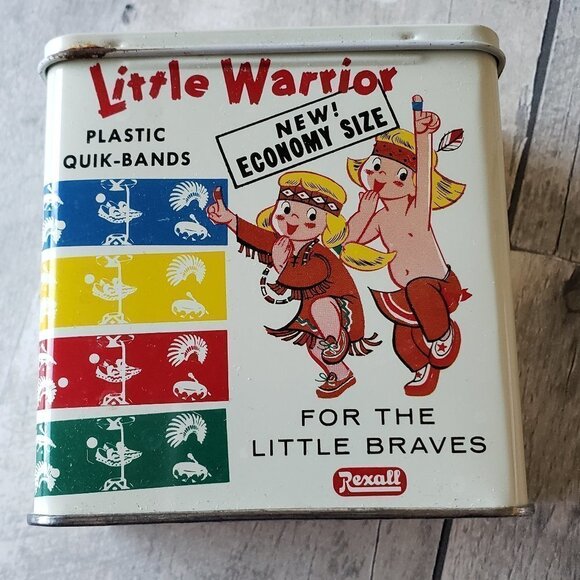 Little Warrior
PLASTIC
QUIK-BANDS
NEW!
ECONOMY SIZE
FOR THE
LITTLE BRAVES
Rexall